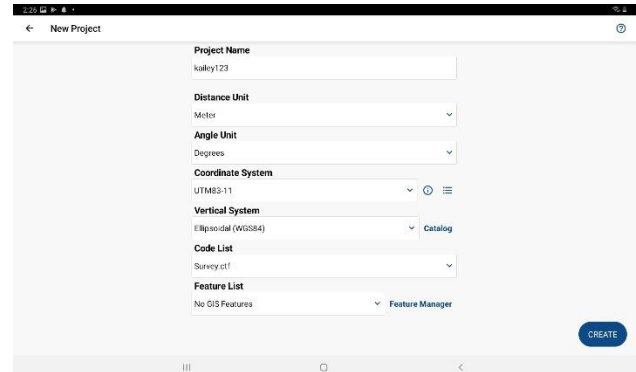 2:26
New Project
Project Name
kailey123
Distance Unit
Meter
Angle Unit
Degrees
Coordinate System
UTM83-11
Vertical System
Ellipsoidal (WGS84)
Catalog
Code List
Survey.ctf
Feature List
No GIS Features
Feature Manager
CREATE